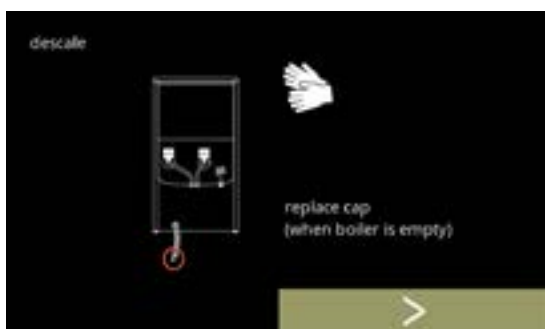 descale
replace cap
(when boiler is empty)
>